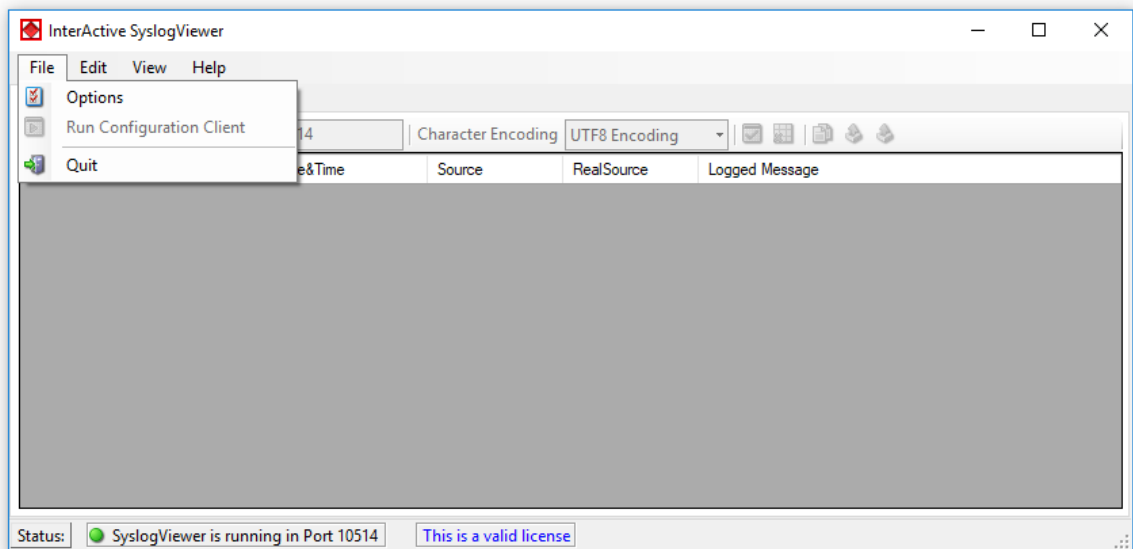 InterActive SyslogViewer
File Edit View Help
Options
Run Configuration Client
Quit
14 Character Encoding UTF8 Encoding
e&Time Source RealSource Logged Message
Status: SyslogViewer is running in Port 10514 This is a valid license